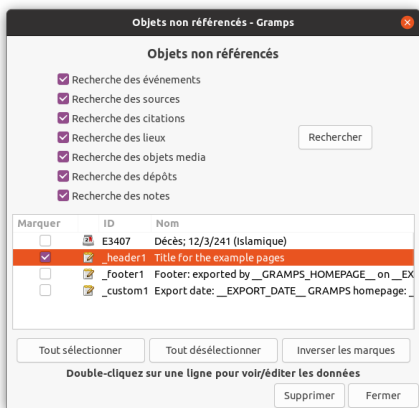 Objets non référencés - Gramps
Objets non référencés
Recherche des événements
Recherche des sources
Recherche des citations
Recherche des lieux
Recherche des objets media
Recherche des dépôts
Recherche des notes
Rechercher
Marquer ID Nom
E3407 Décès; 12/3/241 (Islamique)
_header1 Title for the example pages
_footer1 Footer: exported by __GRAMPS_HOMEPAGE__ on __EX
_custom1 Export date: __EXPORT_DATE__ GRAMPS homepage: _
Tout sélectionner Tout désélectionner Inverser les marques
Double-cliquez sur une ligne pour voir/éditer les données
Supprimer Fermer